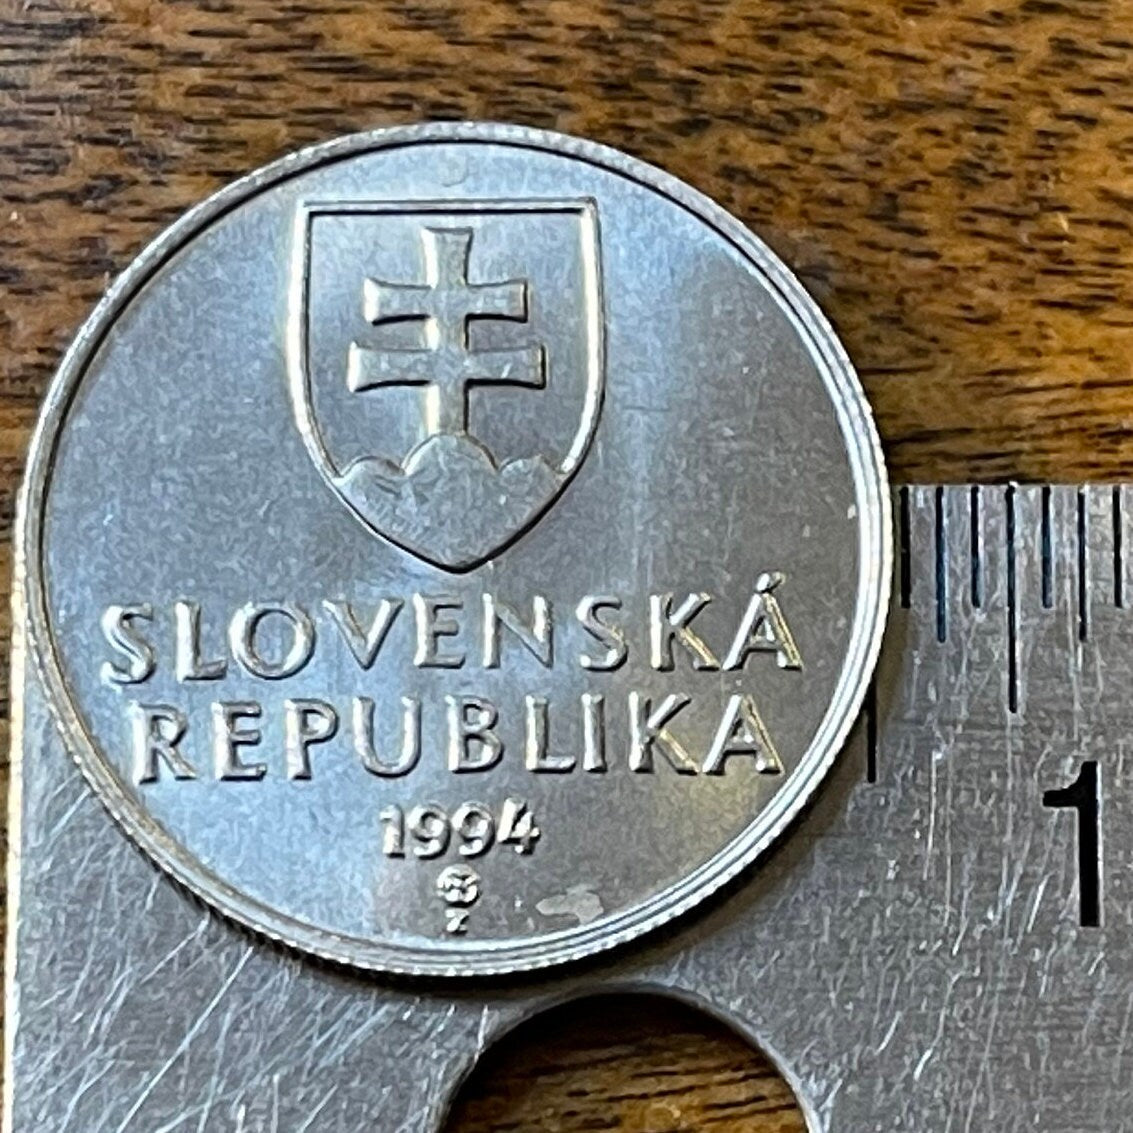 SLOVENSKÁ
REPUBLIKA
1994
Z
1